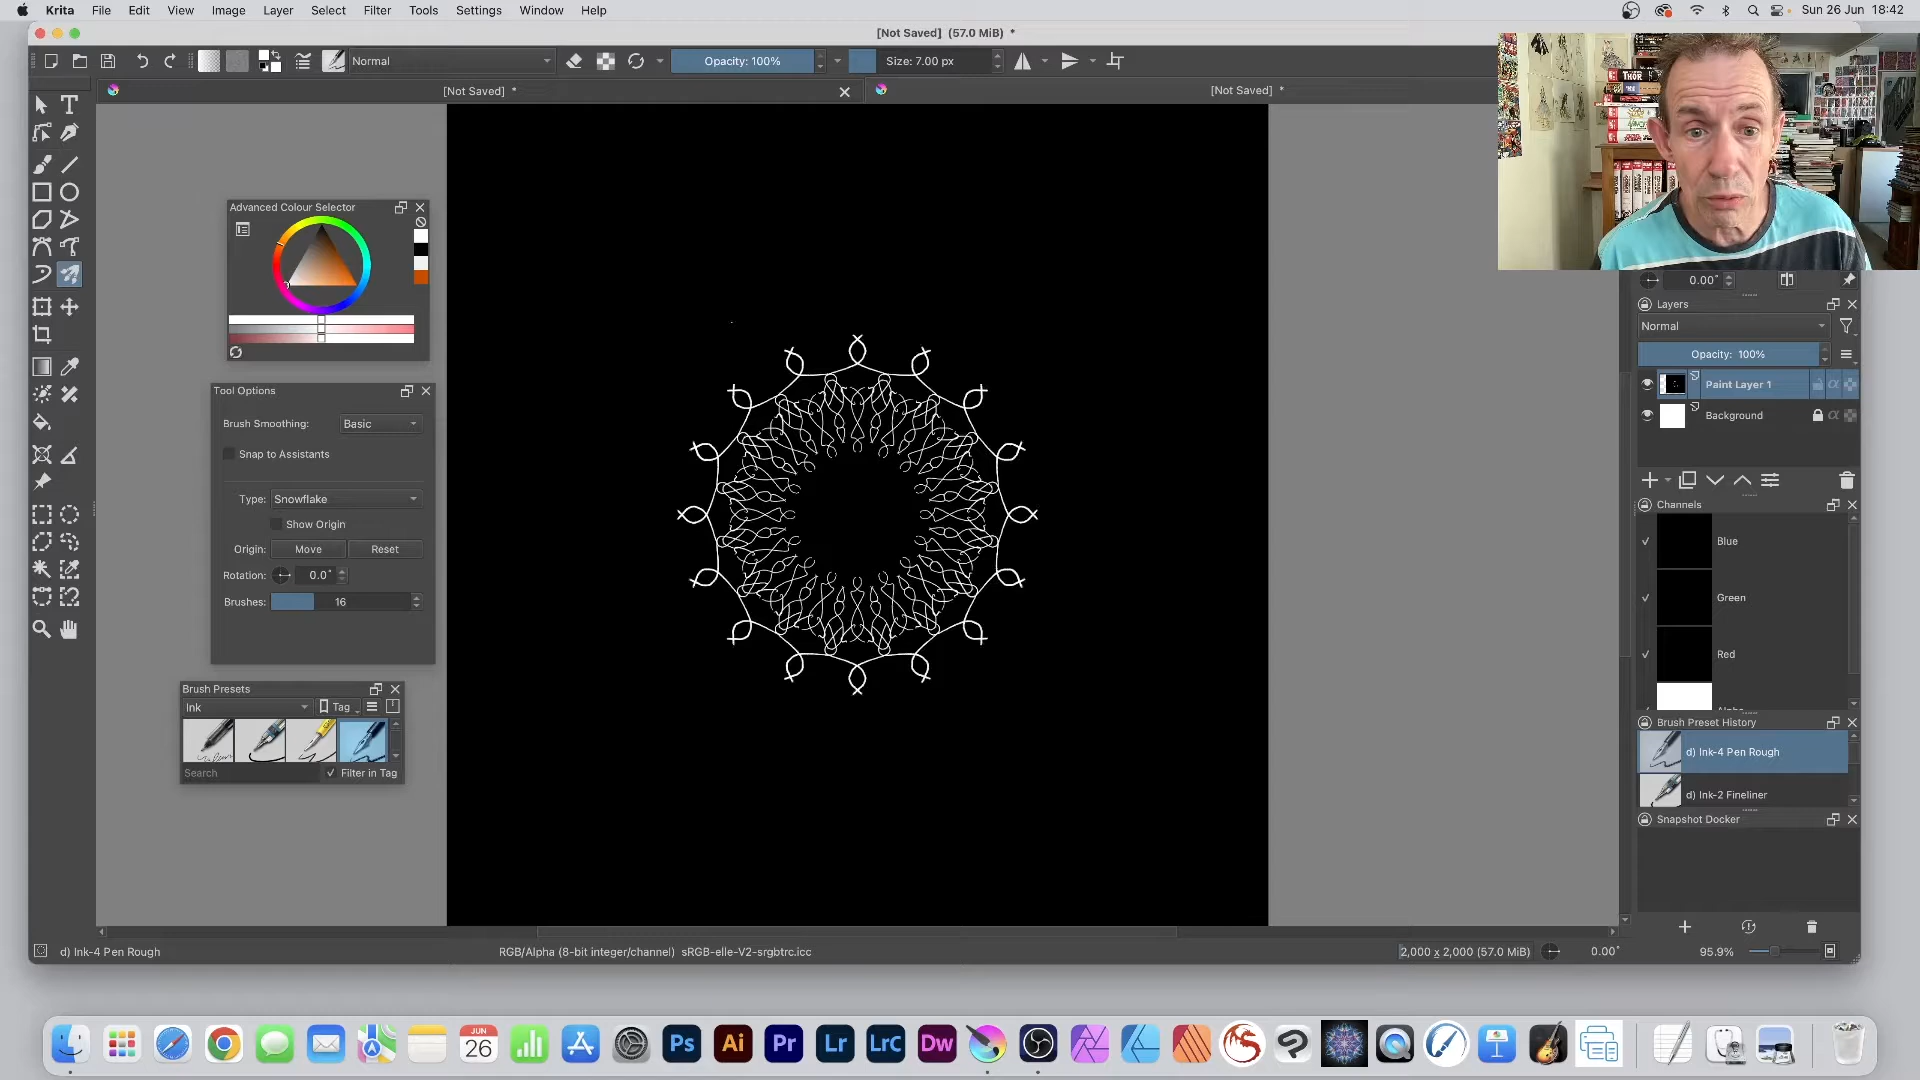 Krita File Edit View Image Layer Select Filter Tools Settings Window Help
Sun 26 Jun 18:42
[Not Saved] (57.0 MiB) *
Normal
Opacity: 100%
Size: 7.00 px
[Not Saved] *
[Not Saved] *
THOR
Advanced Colour Selector
Tool Options
Brush Smoothing: Basic
Snap to Assistants
Type: Snowflake
Show Origin
Origin: Move Reset
Rotation: 0.0°
Brushes: 16
Brush Presets
Ink
Tag
Search
Filter in Tag
0.00°
Layers
Normal
Opacity: 100%
Paint Layer 1
Background
Channels
Blue
Green
Red
Brush Preset History
d) Ink-4 Pen Rough
d) Ink-2 Fineliner
Snapshot Docker
d) Ink-4 Pen Rough
RGB/Alpha (8-bit integer/channel) sRGB-elle-V2-srgbtrc.icc
2,000 x 2,000 (57.0 MiB)
0.00°
95.9%
JUN
26
Ps
Ai
Pr
Lr
LrC
Dw